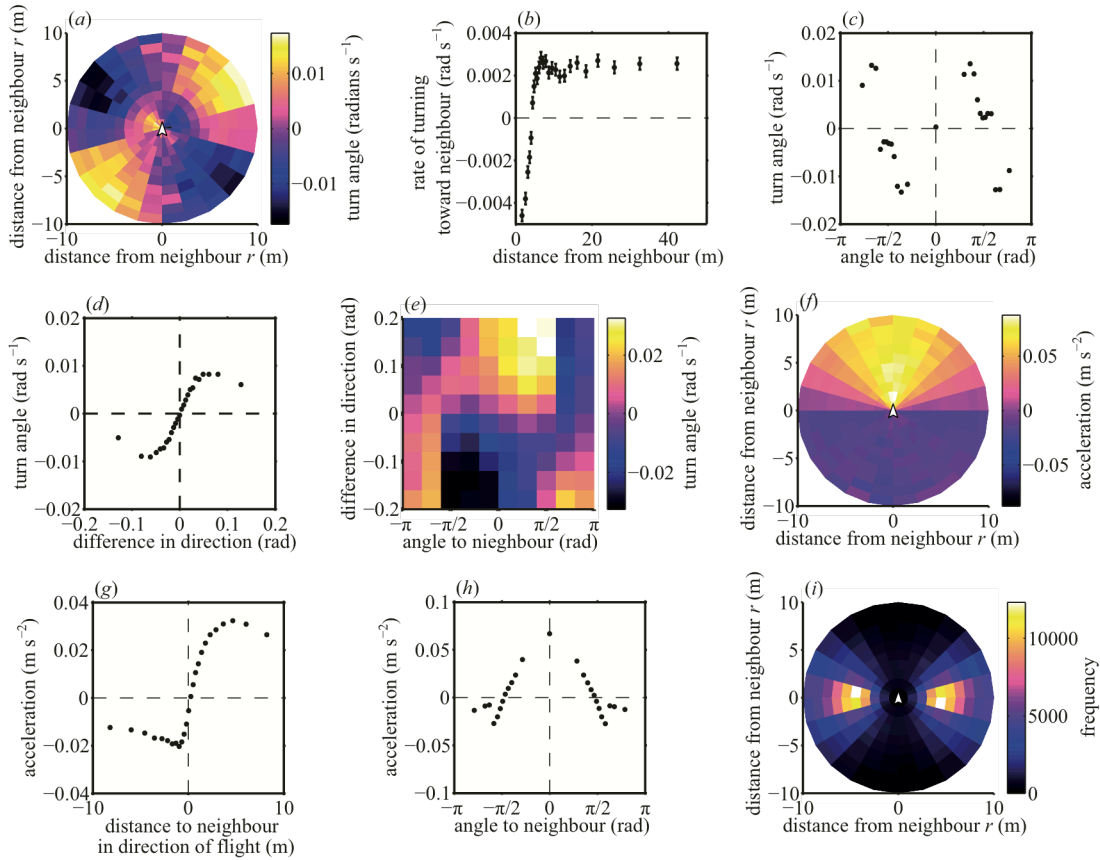 (a)
distance from neighbour r (m)
10
5
0
−5
−10
−10
0
10
distance from neighbour r (m)
0.01
0
−0.01
turn angle (radians s−1)
(b)
rate of turning
toward neighbour (rad s−1)
0.004
0.002
0
0.002
−0.004
0
20
40
distance from neighbour (m)
(c)
turn angle (rad s−1)
0.02
0.01
0
−0.01
−0.02
−π
−π/2
0
π/2
π
angle to neighbour (rad)
(d)
turn angle (rad s−1)
0.02
0.01
0
−0.01
−0.02
−0.2
−0.1
0
0.1
0.2
difference in direction (rad)
(e)
difference in direction (rad)
0.2
0.1
0
−0.1
−0.2
−π
−π/2
0
π/2
π
angle to nieghbour (rad)
0.02
0
−0.02
turn angle (rad s−1)
(f)
distance from neighbour r (m)
10
5
0
−5
−10
−10
0
10
distance from neighbour r (m)
0.05
0
−0.05
acceleration (m s−2)
(g)
acceleration (m s−2)
0.04
0.02
0
−0.02
−0.04
−10
0
10
distance to neighbour
in direction of flight (m)
(h)
acceleration (m s−2)
0.1
0.05
0
−0.05
−0.1
−π
−π/2
0
π/2
π
angle to neighbour (rad)
(i)
distance from neighbour r (m)
10
5
0
−5
−10
−10
0
10
distance from neighbour r (m)
10000
5000
0
frequency